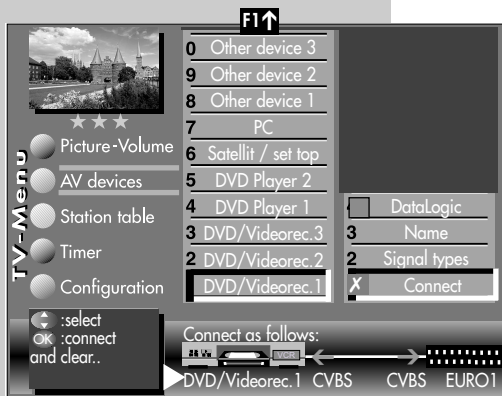 F1↑
0 Other device 3
9 Other device 2
8 Other device 1
7 PC
6 Satellit / set top
5 DVD Player 2
4 DVD Player 1
3 DVD/Videorec.3
2 DVD/Videorec.2
DVD/Videorec.1
TV-Menu
Picture-Volume
AV devices
Station table
Timer
Configuration
DataLogic
3 Name
2 Signal types
X Connect
:select
OK :connect
and clear..
Connect as follows:
VCR
DVD/Videorec.1 CVBS CVBS EURO1